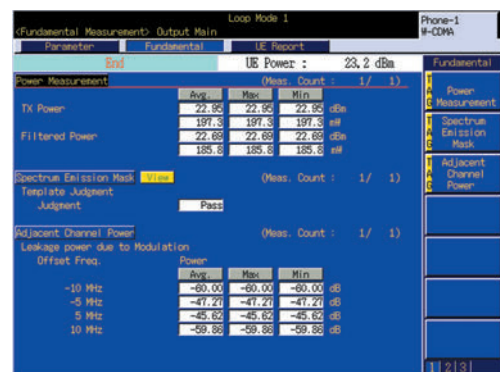 Loop Mode 1
<Fundamental Measurement> Output Main
Phone-1
W-CDMA
Parameter Fundamental UE Report
End UE Power : 23.2 dBm Fundamental
Power Measurement (Meas. Count : 1/ 1)
Avg. Max Min
TX Power 22.95 22.95 22.95 dBm
197.3 197.3 197.3 mW
Filtered Power 22.69 22.69 22.69 dBm
185.8 185.8 185.8 mW
Spectrum Emission Mask View (Meas. Count : 1/ 1)
Template Judgment
Judgment Pass
Adjacent Channel Power (Meas. Count : 1/ 1)
Leakage power due to Modulation
Offset Freq. Power
Avg. Max Min
-10 MHz -60.00 -60.00 -60.00 dB
-5 MHz -47.27 -47.27 -47.27 dB
5 MHz -45.62 -45.62 -45.62 dB
10 MHz -59.86 -59.86 -59.86 dB
TAG Power Measurement
TAG Spectrum Emission Mask
TAG Adjacent Channel Power
1 2 3